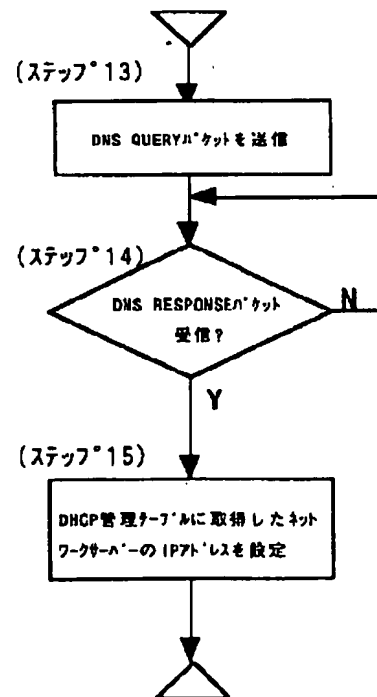 (ステップ13)
DNS QUERYパケットを送信
(ステップ14)
DNS RESPONSEパケット
受信?
N
Y
(ステップ15)
DHCP管理テーブルに取得したネット
ワークサーバーのIPアドレスを設定